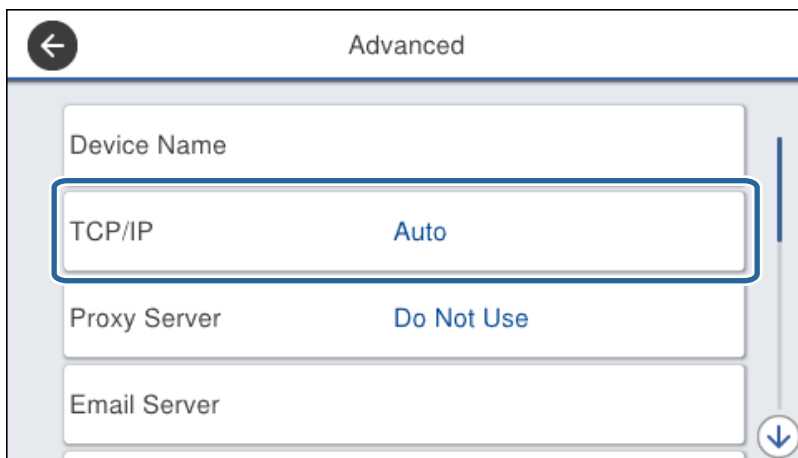 Advanced
Device Name
TCP/IP Auto
Proxy Server Do Not Use
Email Server